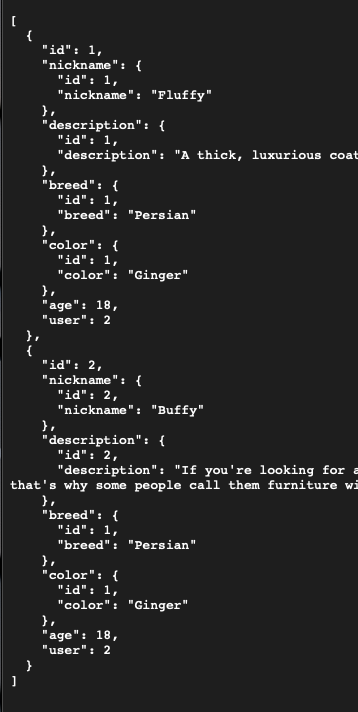 [
  {
    "id": 1,
    "nickname": {
      "id": 1,
      "nickname": "Fluffy"
    },
    "description": {
      "id": 1,
      "description": "A thick, luxurious coat
    },
    "breed": {
      "id": 1,
      "breed": "Persian"
    },
    "color": {
      "id": 1,
      "color": "Ginger"
    },
    "age": 18,
    "user": 2
  },
  {
    "id": 2,
    "nickname": {
      "id": 2,
      "nickname": "Buffy"
    },
    "description": {
      "id": 2,
      "description": "If you're looking for a
that's why some people call them furniture wi
    },
    "breed": {
      "id": 1,
      "breed": "Persian"
    },
    "color": {
      "id": 1,
      "color": "Ginger"
    },
    "age": 18,
    "user": 2
  }
]